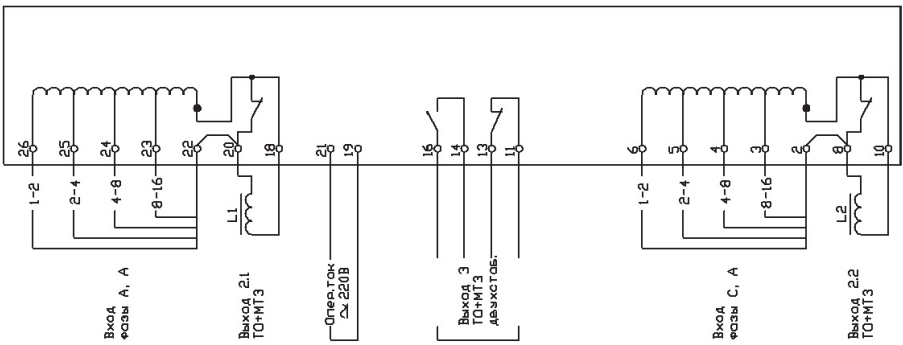 26
25
24
23
22
20
18
21
19
16
14
13
11
6
5
4
3
2
8
10
1-2
2-4
4-8
8-16
L1
1-2
2-4
4-8
8-16
L2
Вход
фазы А, А
Выход 2.1
ТО+МТЗ
Опер.ток
≃ 220В
Выход 3
ТО+МТЗ
двухстаб.
Вход
фазы С, А
Выход 2.2
ТО+МТЗ